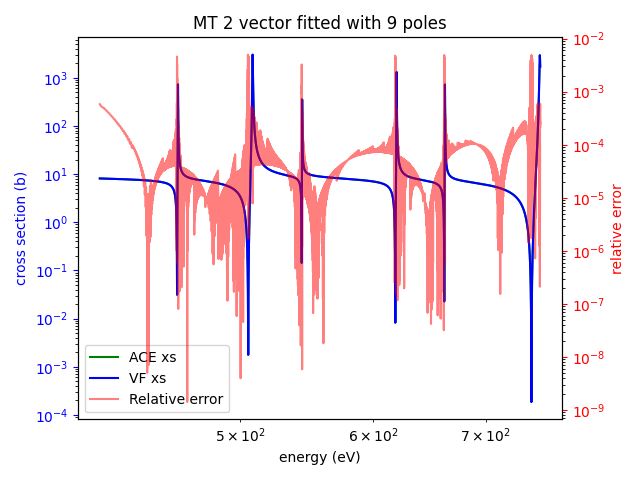 MT 2 vector fitted with 9 poles
cross section (b)
10³
10²
10¹
10⁰
10⁻¹
10⁻²
10⁻³
10⁻⁴
10⁻²
10⁻³
10⁻⁴
10⁻⁵
10⁻⁶
10⁻⁷
10⁻⁸
10⁻⁹
relative error
ACE xs
VF xs
Relative error
5 × 10²
6 × 10²
7 × 10²
energy (eV)